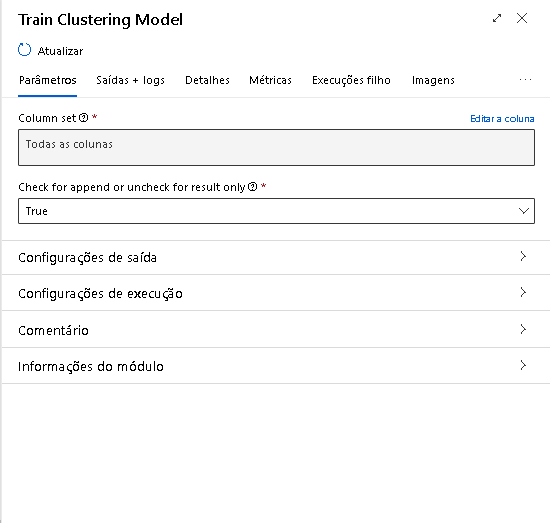 Train Clustering Model
Atualizar
Parâmetros Saídas + logs Detalhes Métricas Execuções filho Imagens ...
Column set ? * Editar a coluna
Todas as colunas
Check for append or uncheck for result only ? *
True
Configurações de saída
Configurações de execução
Comentário
Informações do módulo